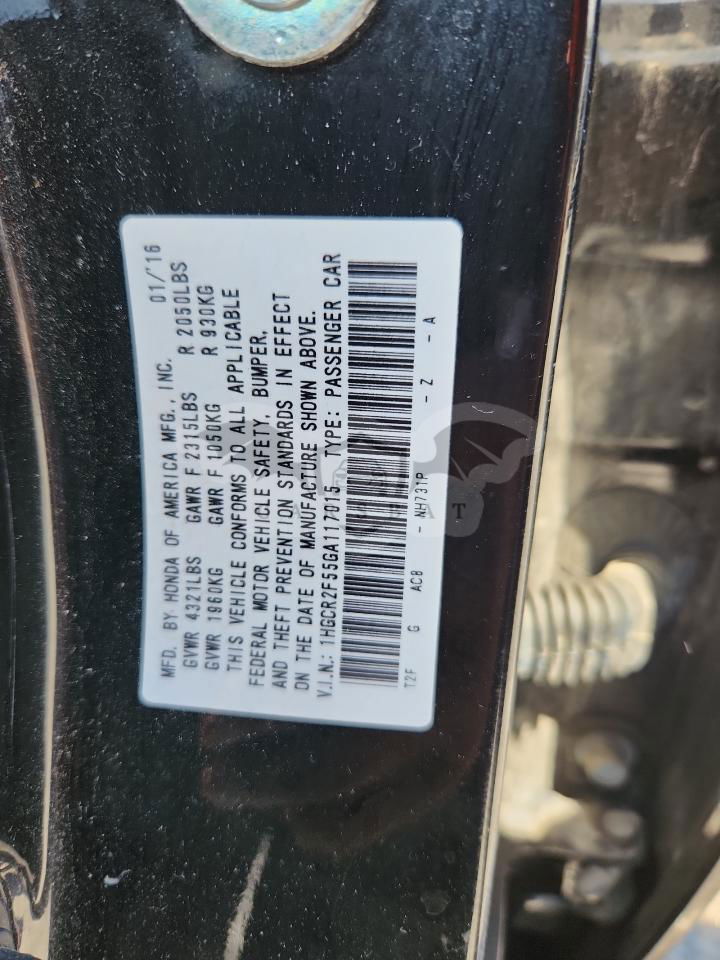 MFD. BY HONDA OF AMERICA MFG., INC. 01/'16
GVWR 4321LBS GAWR F 2315LBS R 2050LBS
GVWR 1960KG GAWR F 1050KG R 930KG
THIS VEHICLE CONFORMS TO ALL APPLICABLE
FEDERAL MOTOR VEHICLE SAFETY, BUMPER,
AND THEFT PREVENTION STANDARDS IN EFFECT
ON THE DATE OF MANUFACTURE SHOWN ABOVE.
V.I.N.: 1HGCR2F55GA117015 TYPE: PASSENGER CAR
T2F G AC8 - NH731P - Z - A